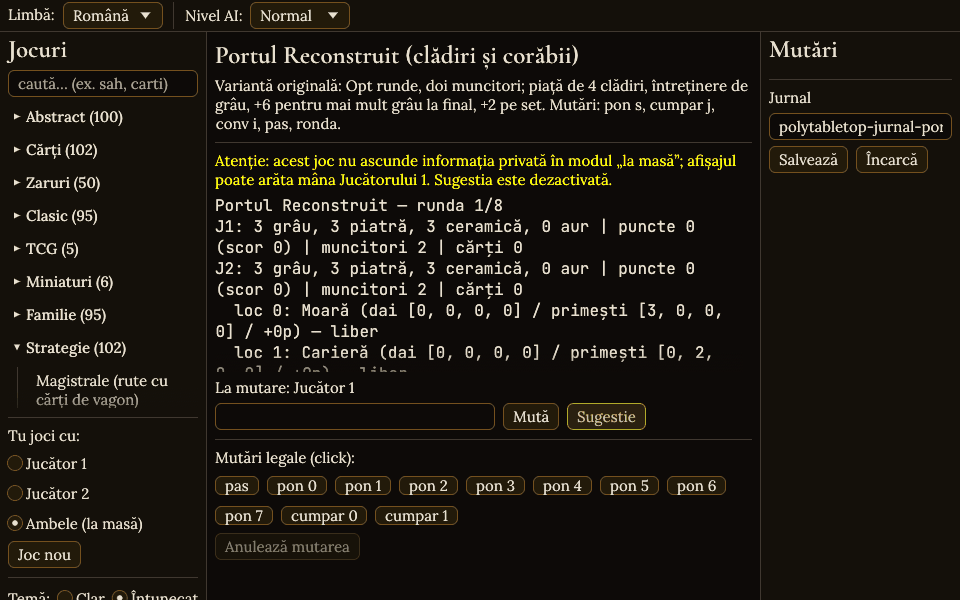 Limbă: Română ▼ Nivel AI: Normal ▼
Jocuri
caută... (ex. sah, carti)
▸ Abstract (100)
▸ Cărți (102)
▸ Zaruri (50)
▸ Clasic (95)
▸ TCG (5)
▸ Miniaturi (6)
▸ Familie (95)
▾ Strategie (102)
Magistrale (rute cu
cărți de vagon)
Tu joci cu:
Jucător 1
Jucător 2
Ambele (la masă)
Joc nou
Temă: Clar Întunecat
Portul Reconstruit (clădiri și corăbii)
Variantă originală: Opt runde, doi muncitori; piață de 4 clădiri, întreținere de
grâu, +6 pentru mai mult grâu la final, +2 pe set. Mutări: pon s, cumpar j,
conv i, pas, ronda.
Atenție: acest joc nu ascunde informația privată în modul „la masă”; afișajul
poate arăta mâna Jucătorului 1. Sugestia este dezactivată.
Portul Reconstruit — runda 1/8
J1: 3 grâu, 3 piatră, 3 ceramică, 0 aur | puncte 0
(scor 0) | muncitori 2 | cărți 0
J2: 3 grâu, 3 piatră, 3 ceramică, 0 aur | puncte 0
(scor 0) | muncitori 2 | cărți 0
loc 0: Moară (dai [0, 0, 0, 0] / primești [3, 0, 0,
0] / +0p) — liber
loc 1: Carieră (dai [0, 0, 0, 0] / primești [0, 2,
0, 0] / +0p) — liber
La mutare: Jucător 1
Mută Sugestie
Mutări legale (click):
pas pon 0 pon 1 pon 2 pon 3 pon 4 pon 5 pon 6
pon 7 cumpar 0 cumpar 1
Anulează mutarea
Mutări
Jurnal
polytabletop-jurnal-por
Salvează Încarcă